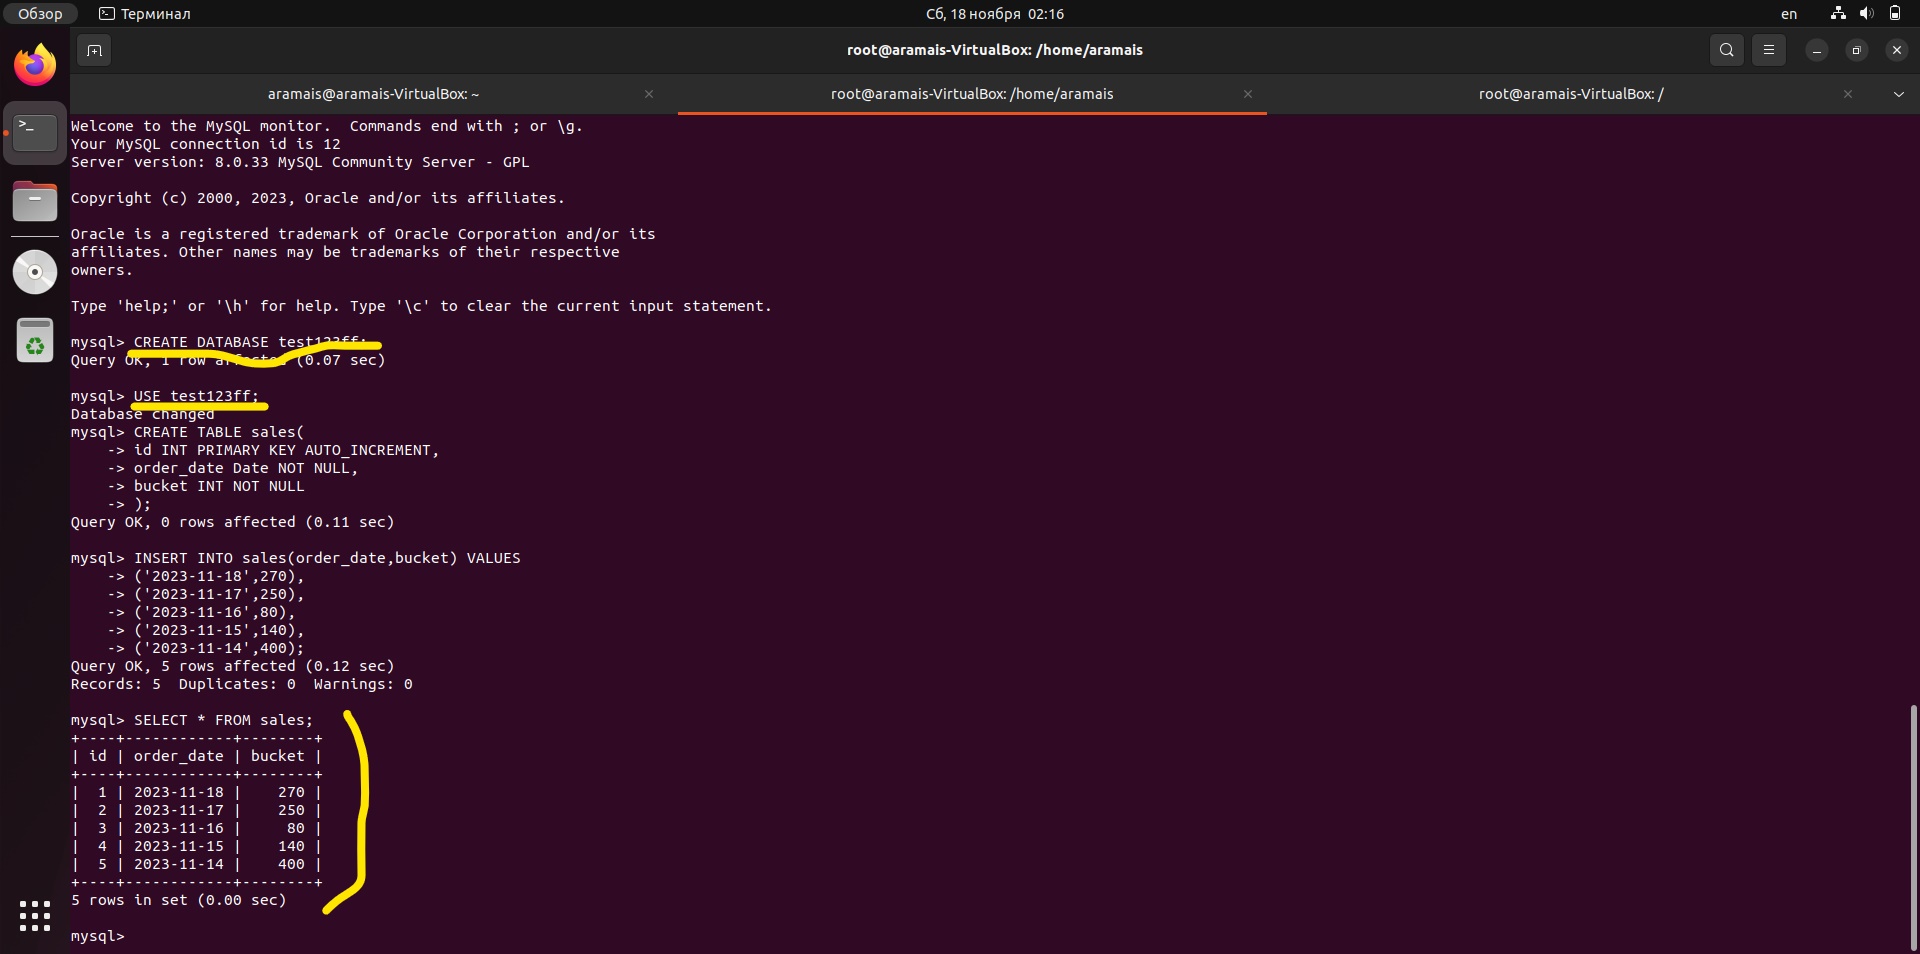 Обзор
Терминал
Сб, 18 ноября 02:16
en
root@aramais-VirtualBox: /home/aramais
aramais@aramais-VirtualBox: ~
root@aramais-VirtualBox: /home/aramais
root@aramais-VirtualBox: /
Welcome to the MySQL monitor.  Commands end with ; or \g.
Your MySQL connection id is 12
Server version: 8.0.33 MySQL Community Server - GPL
Copyright (c) 2000, 2023, Oracle and/or its affiliates.
Oracle is a registered trademark of Oracle Corporation and/or its
affiliates. Other names may be trademarks of their respective
owners.
Type 'help;' or '\h' for help. Type '\c' to clear the current input statement.
mysql> CREATE DATABASE test123ff;
Query OK, 1 row affected (0.07 sec)
mysql> USE test123ff;
Database changed
mysql> CREATE TABLE sales(
    -> id INT PRIMARY KEY AUTO_INCREMENT,
    -> order_date Date NOT NULL,
    -> bucket INT NOT NULL
    -> );
Query OK, 0 rows affected (0.11 sec)
mysql> INSERT INTO sales(order_date,bucket) VALUES
    -> ('2023-11-18',270),
    -> ('2023-11-17',250),
    -> ('2023-11-16',80),
    -> ('2023-11-15',140),
    -> ('2023-11-14',400);
Query OK, 5 rows affected (0.12 sec)
Records: 5  Duplicates: 0  Warnings: 0
mysql> SELECT * FROM sales;
+----+------------+--------+
| id | order_date | bucket |
+----+------------+--------+
|  1 | 2023-11-18 |    270 |
|  2 | 2023-11-17 |    250 |
|  3 | 2023-11-16 |     80 |
|  4 | 2023-11-15 |    140 |
|  5 | 2023-11-14 |    400 |
+----+------------+--------+
5 rows in set (0.00 sec)
mysql>